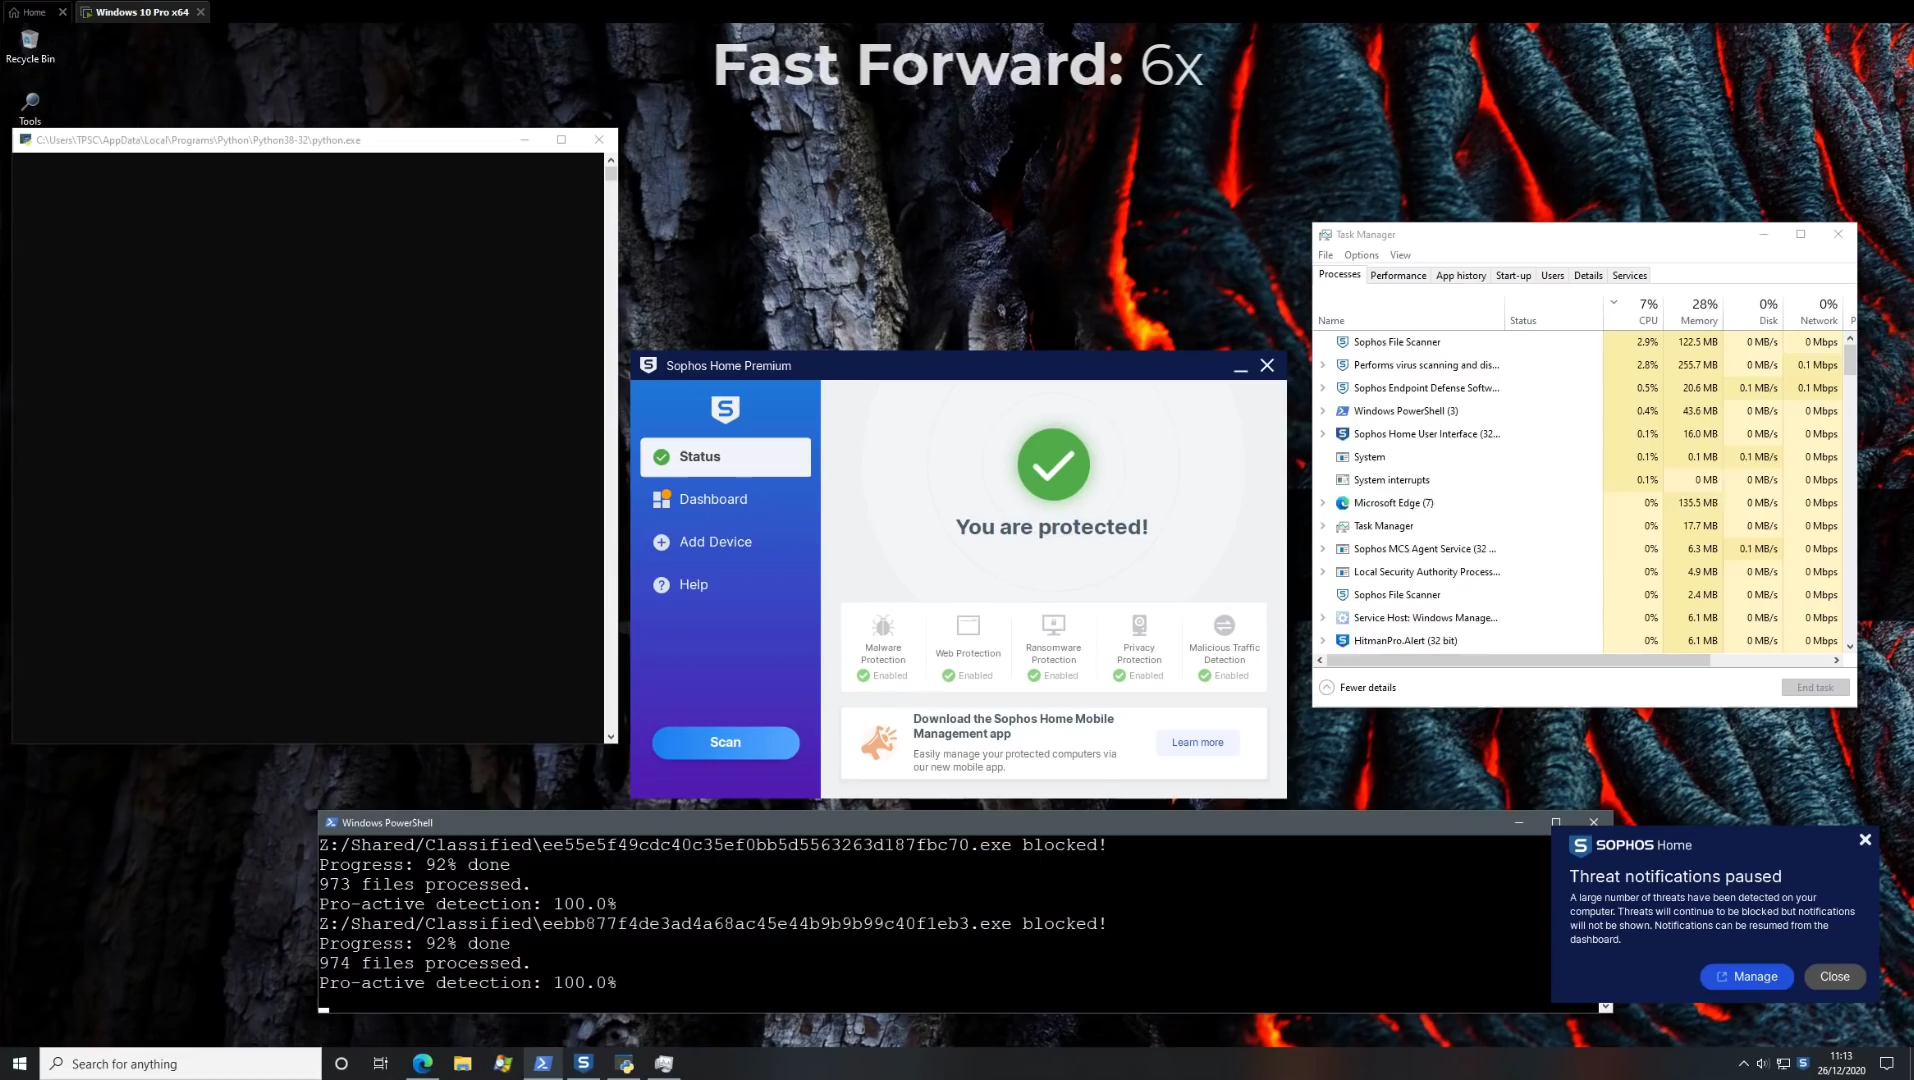 Home
Windows 10 Pro x64
Recycle Bin
Tools
Fast Forward: 6x
C:\Users\TPSC\AppData\Local\Programs\Python\Python38-32\python.exe
Sophos Home Premium
Status
Dashboard
Add Device
Help
Scan
You are protected!
Malware Protection
Enabled
Web Protection
Enabled
Ransomware Protection
Enabled
Privacy Protection
Enabled
Malicious Traffic Detection
Enabled
Download the Sophos Home Mobile
Management app
Easily manage your protected computers via
our new mobile app.
Learn more
Task Manager
File Options View
Processes Performance App history Start-up Users Details Services
7% 28% 0% 0%
Name Status CPU Memory Disk Network P
Sophos File Scanner 2.9% 122.5 MB 0 MB/s 0 Mbps
Performs virus scanning and dis... 2.8% 255.7 MB 0 MB/s 0.1 Mbps
Sophos Endpoint Defense Softw... 0.5% 20.6 MB 0.1 MB/s 0.1 Mbps
Windows PowerShell (3) 0.4% 43.6 MB 0 MB/s 0 Mbps
Sophos Home User Interface (32... 0.1% 16.0 MB 0 MB/s 0 Mbps
System 0.1% 0.1 MB 0.1 MB/s 0 Mbps
System interrupts 0.1% 0 MB 0 MB/s 0 Mbps
Microsoft Edge (7) 0% 135.5 MB 0 MB/s 0 Mbps
Task Manager 0% 17.7 MB 0 MB/s 0 Mbps
Sophos MCS Agent Service (32 ... 0% 6.3 MB 0.1 MB/s 0 Mbps
Local Security Authority Process... 0% 4.9 MB 0 MB/s 0 Mbps
Sophos File Scanner 0% 2.4 MB 0 MB/s 0 Mbps
Service Host: Windows Manage... 0% 6.1 MB 0 MB/s 0 Mbps
HitmanPro.Alert (32 bit) 0% 6.1 MB 0 MB/s 0 Mbps
Fewer details
End task
Windows PowerShell
Z:/Shared/Classified\ee55e5f49cdc40c35ef0bb5d5563263d187fbc70.exe blocked!
Progress: 92% done
973 files processed.
Pro-active detection: 100.0%
Z:/Shared/Classified\eebb877f4de3ad4a68ac45e44b9b9b99c40f1eb3.exe blocked!
Progress: 92% done
974 files processed.
Pro-active detection: 100.0%
SOPHOS Home
Threat notifications paused
A large number of threats have been detected on your
computer. Threats will continue to be blocked but notifications
will not be shown. Notifications can be resumed from the
dashboard.
Manage
Close
Search for anything
11:13
26/12/2020